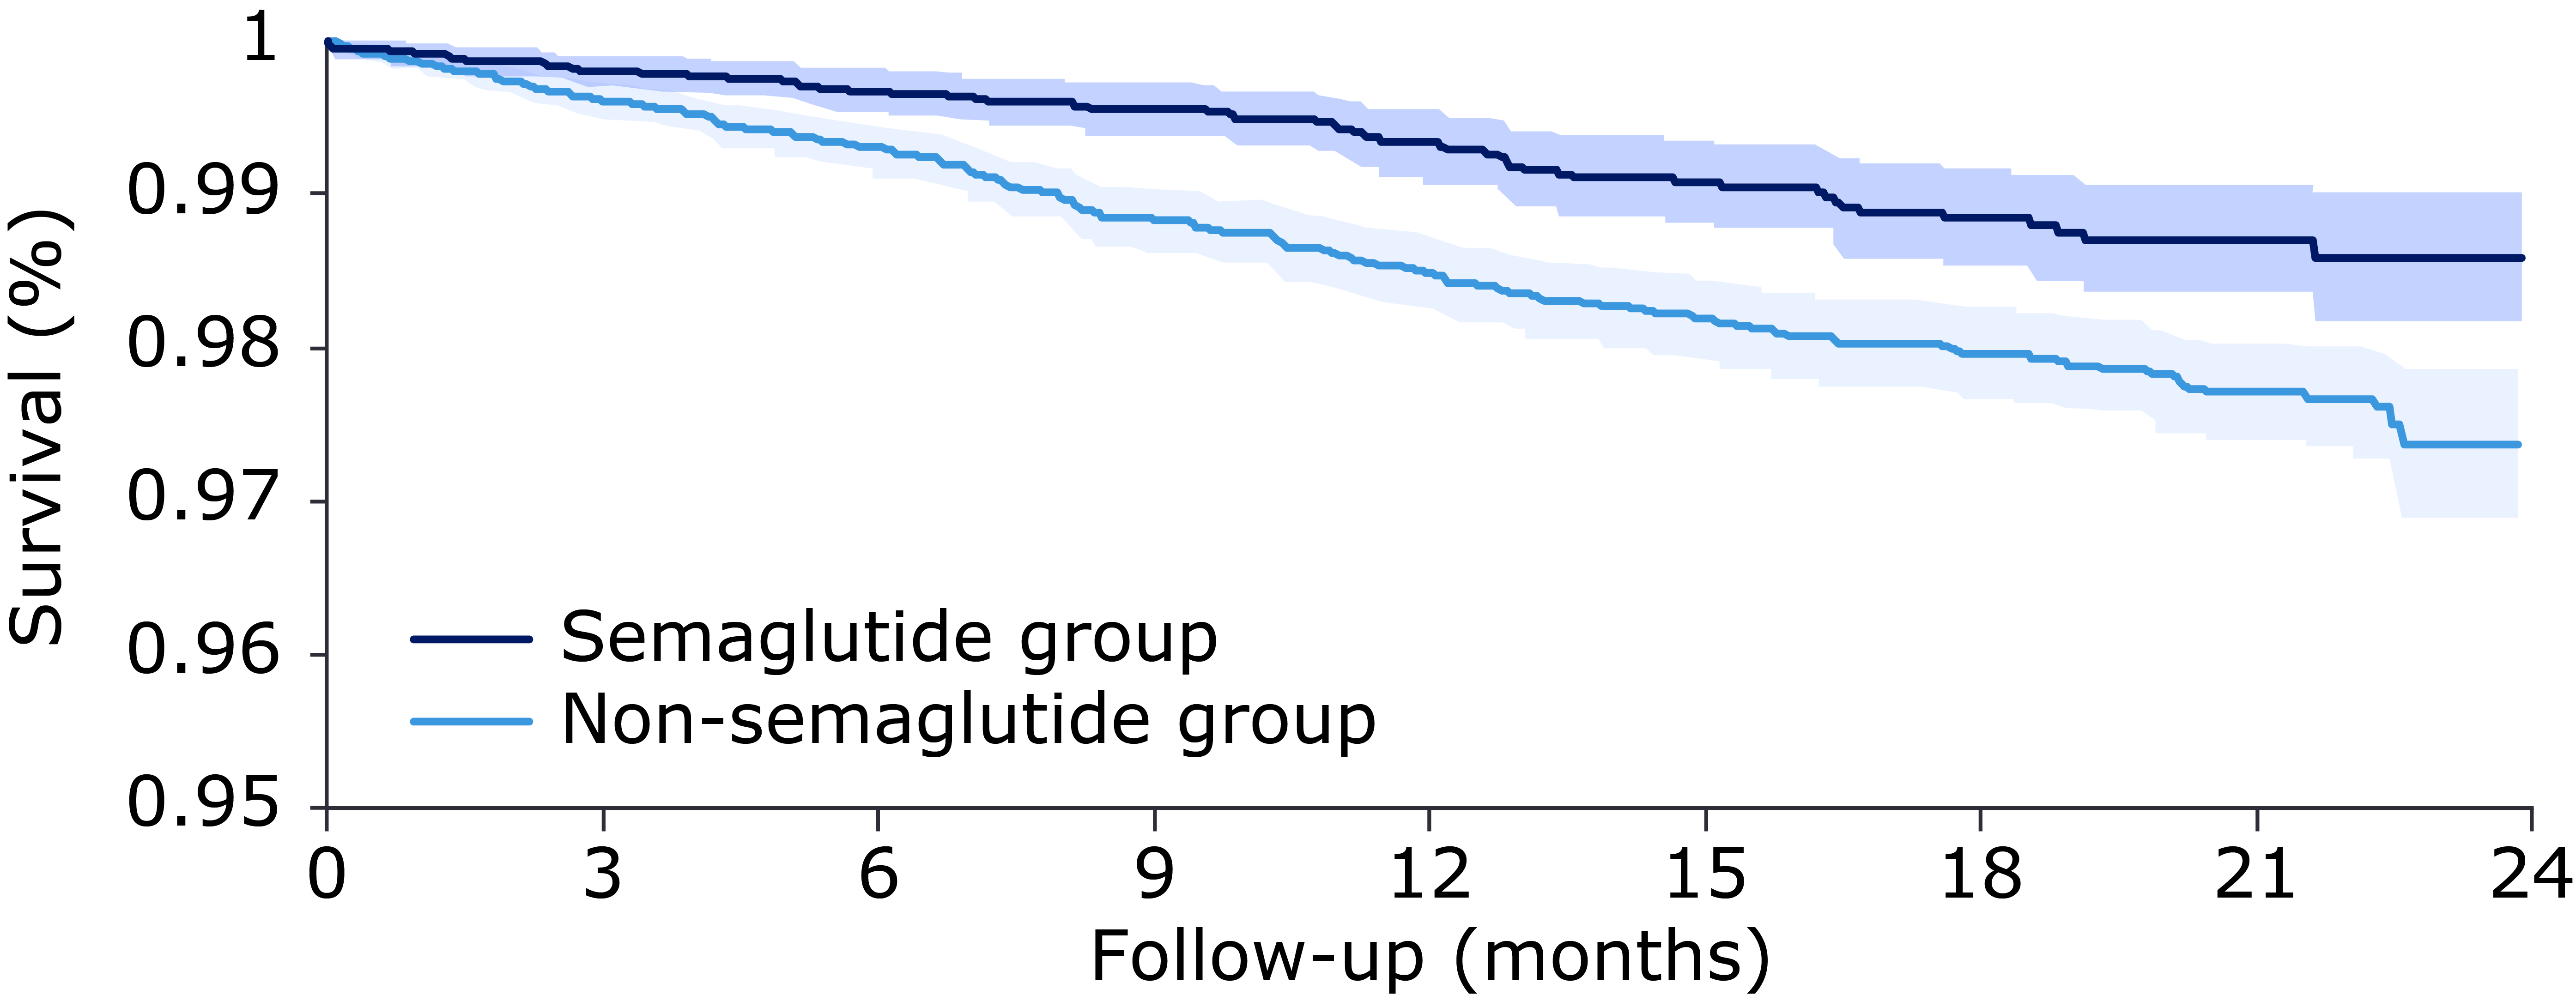 Survival (%)
1
0.99
0.98
0.97
0.96
0.95
Semaglutide group
Non-semaglutide group
0 3 6 9 12 15 18 21 24
Follow-up (months)